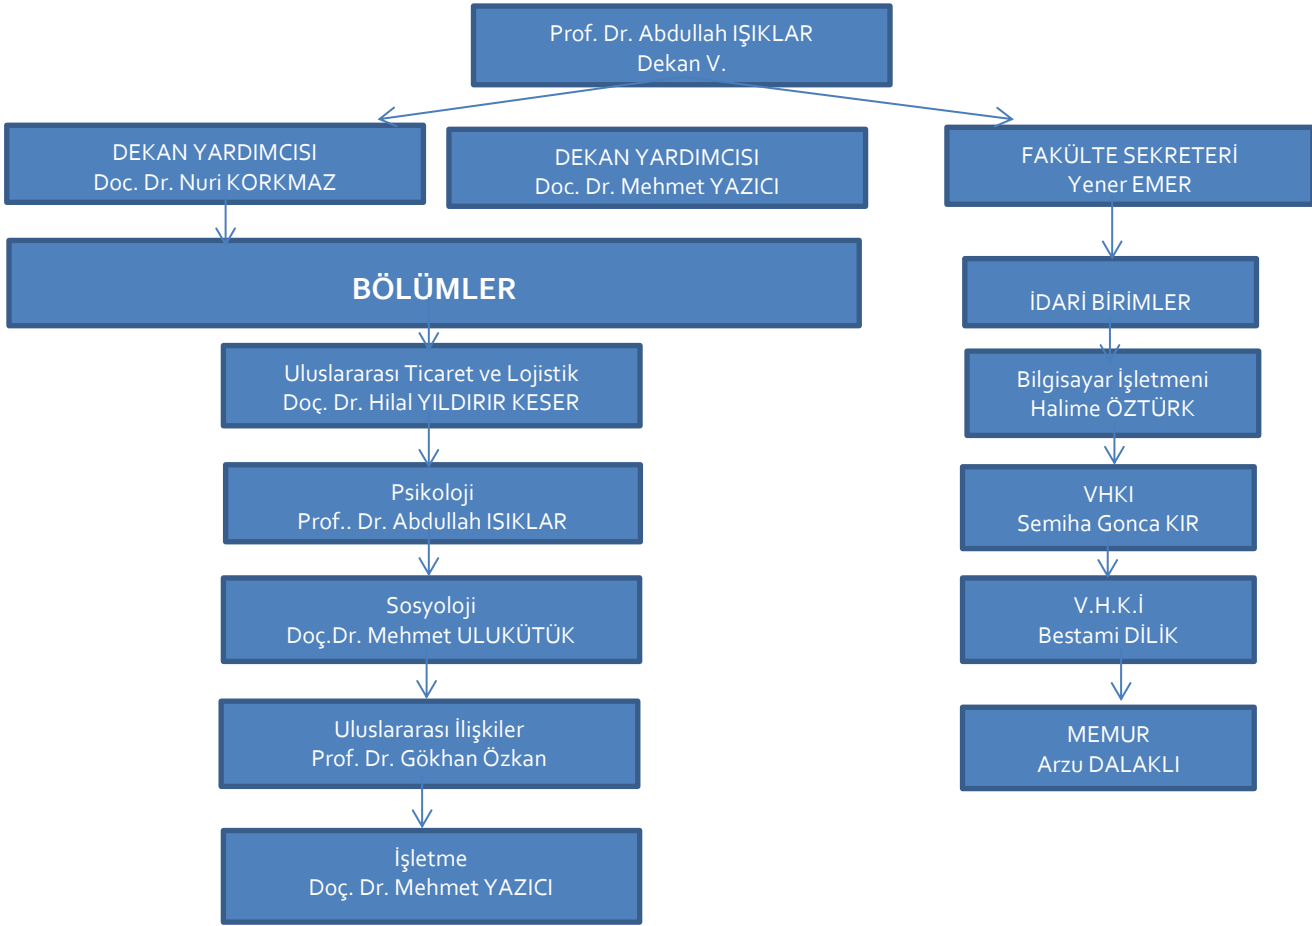 Prof. Dr. Abdullah IŞIKLAR
Dekan V.
DEKAN YARDIMCISI
Doc. Dr. Nuri KORKMAZ
DEKAN YARDIMCISI
Doc. Dr. Mehmet YAZICI
FAKÜLTE SEKRETERİ
Yener EMER
BÖLÜMLER
Uluslararası Ticaret ve Lojistik
Doç. Dr. Hilal YILDIRIR KESER
Psikoloji
Prof.. Dr. Abdullah ISIKLAR
Sosyoloji
Doç.Dr. Mehmet ULUKÜTÜK
Uluslararası İlişkiler
Prof. Dr. Gökhan Özkan
İşletme
Doç. Dr. Mehmet YAZICI
İDARİ BİRİMLER
Bilgisayar İşletmeni
Halime ÖZTÜRK
VHKI
Semiha Gonca KIR
V.H.K.İ
Bestami DİLİK
MEMUR
Arzu DALAKLI